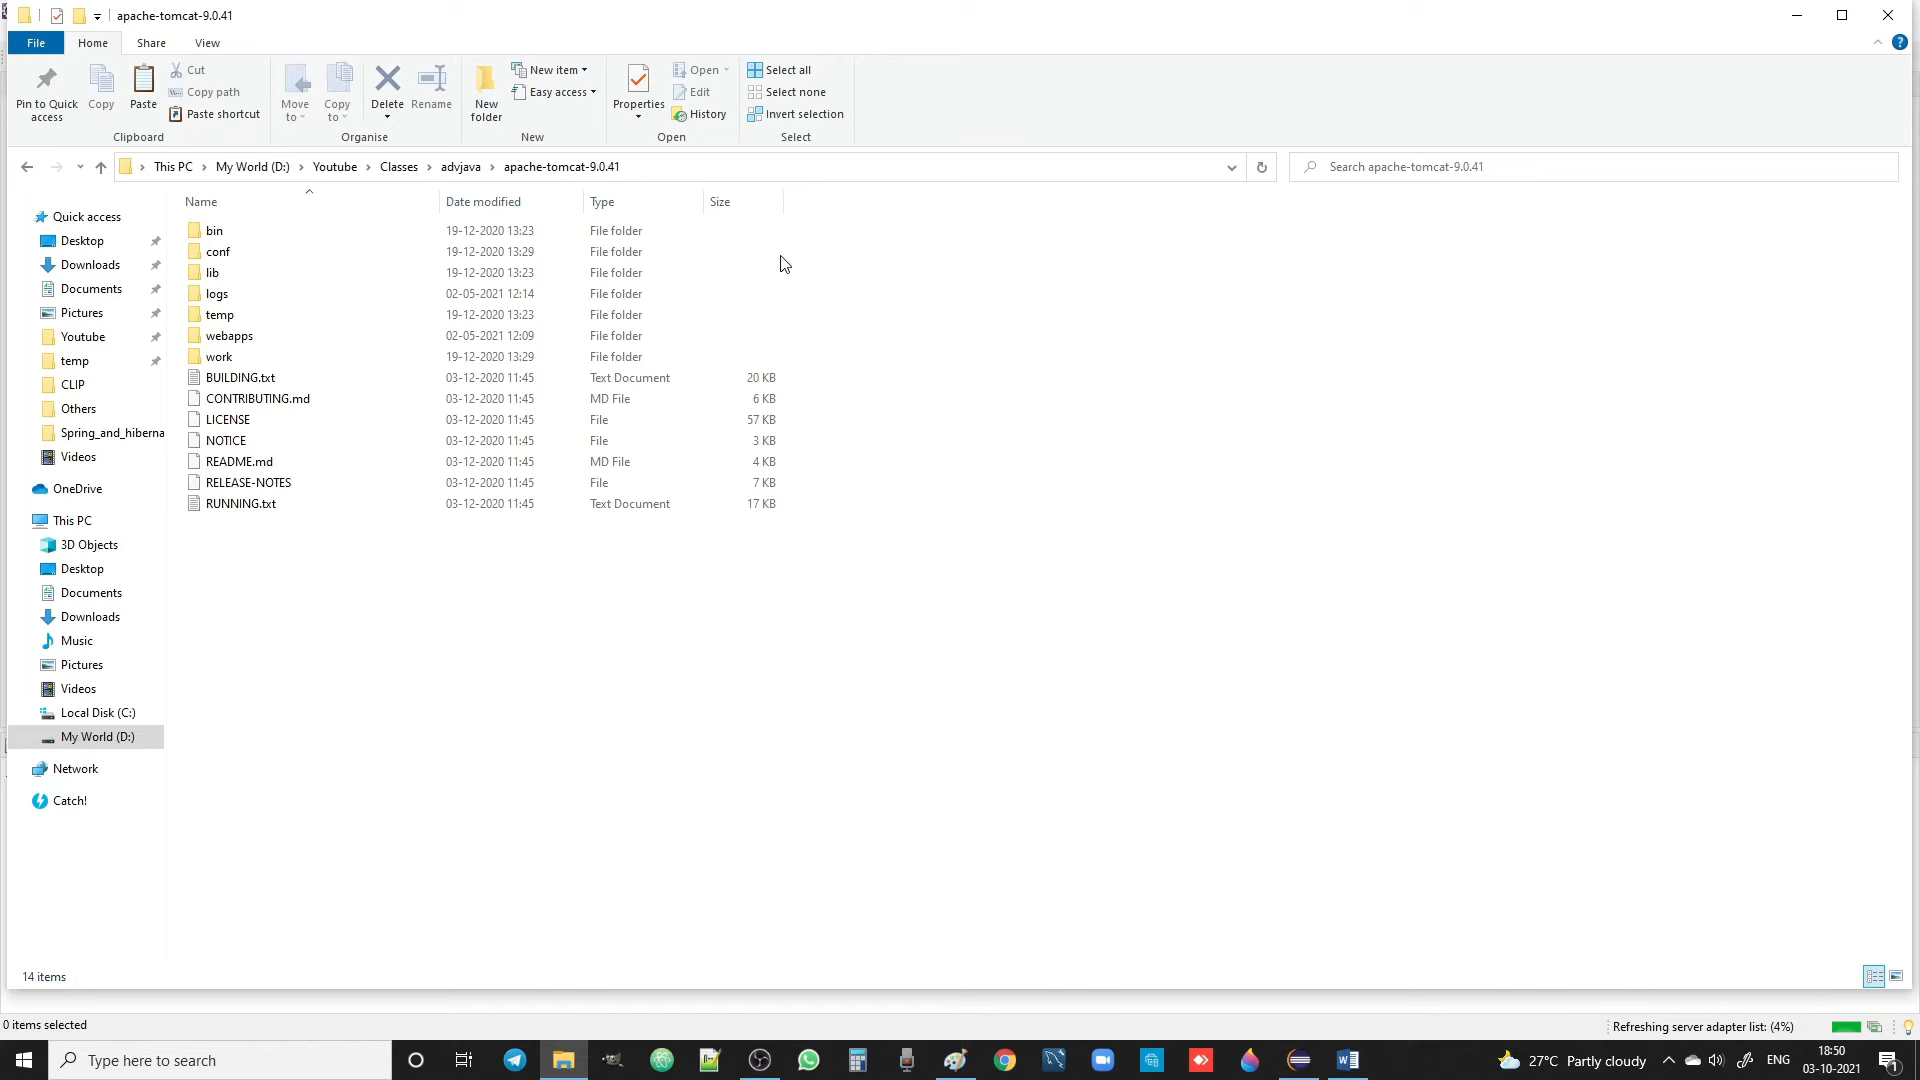 apache-tomcat-9.0.41
File Home Share View
Pin to Quick access
Copy
Paste
Cut
Copy path
Paste shortcut
Clipboard
Move to
Copy to
Delete
Rename
Organise
New folder
New item
Easy access
New
Properties
Open
Edit
History
Open
Select all
Select none
Invert selection
Select
This PC My World (D:) Youtube Classes advjava apache-tomcat-9.0.41
Search apache-tomcat-9.0.41
Quick access
Desktop
Downloads
Documents
Pictures
Youtube
temp
CLIP
Others
Spring_and_hiberna
Videos
OneDrive
This PC
3D Objects
Desktop
Documents
Downloads
Music
Pictures
Videos
Local Disk (C:)
My World (D:)
Network
Catch!
Name Date modified Type Size
bin 19-12-2020 13:23 File folder
conf 19-12-2020 13:29 File folder
lib 19-12-2020 13:23 File folder
logs 02-05-2021 12:14 File folder
temp 19-12-2020 13:23 File folder
webapps 02-05-2021 12:09 File folder
work 19-12-2020 13:29 File folder
BUILDING.txt 03-12-2020 11:45 Text Document 20 KB
CONTRIBUTING.md 03-12-2020 11:45 MD File 6 KB
LICENSE 03-12-2020 11:45 File 57 KB
NOTICE 03-12-2020 11:45 File 3 KB
README.md 03-12-2020 11:45 MD File 4 KB
RELEASE-NOTES 03-12-2020 11:45 File 7 KB
RUNNING.txt 03-12-2020 11:45 Text Document 17 KB
14 items
0 items selected
Refreshing server adapter list: (4%)
Type here to search
27°C Partly cloudy
ENG
18:50
03-10-2021
1